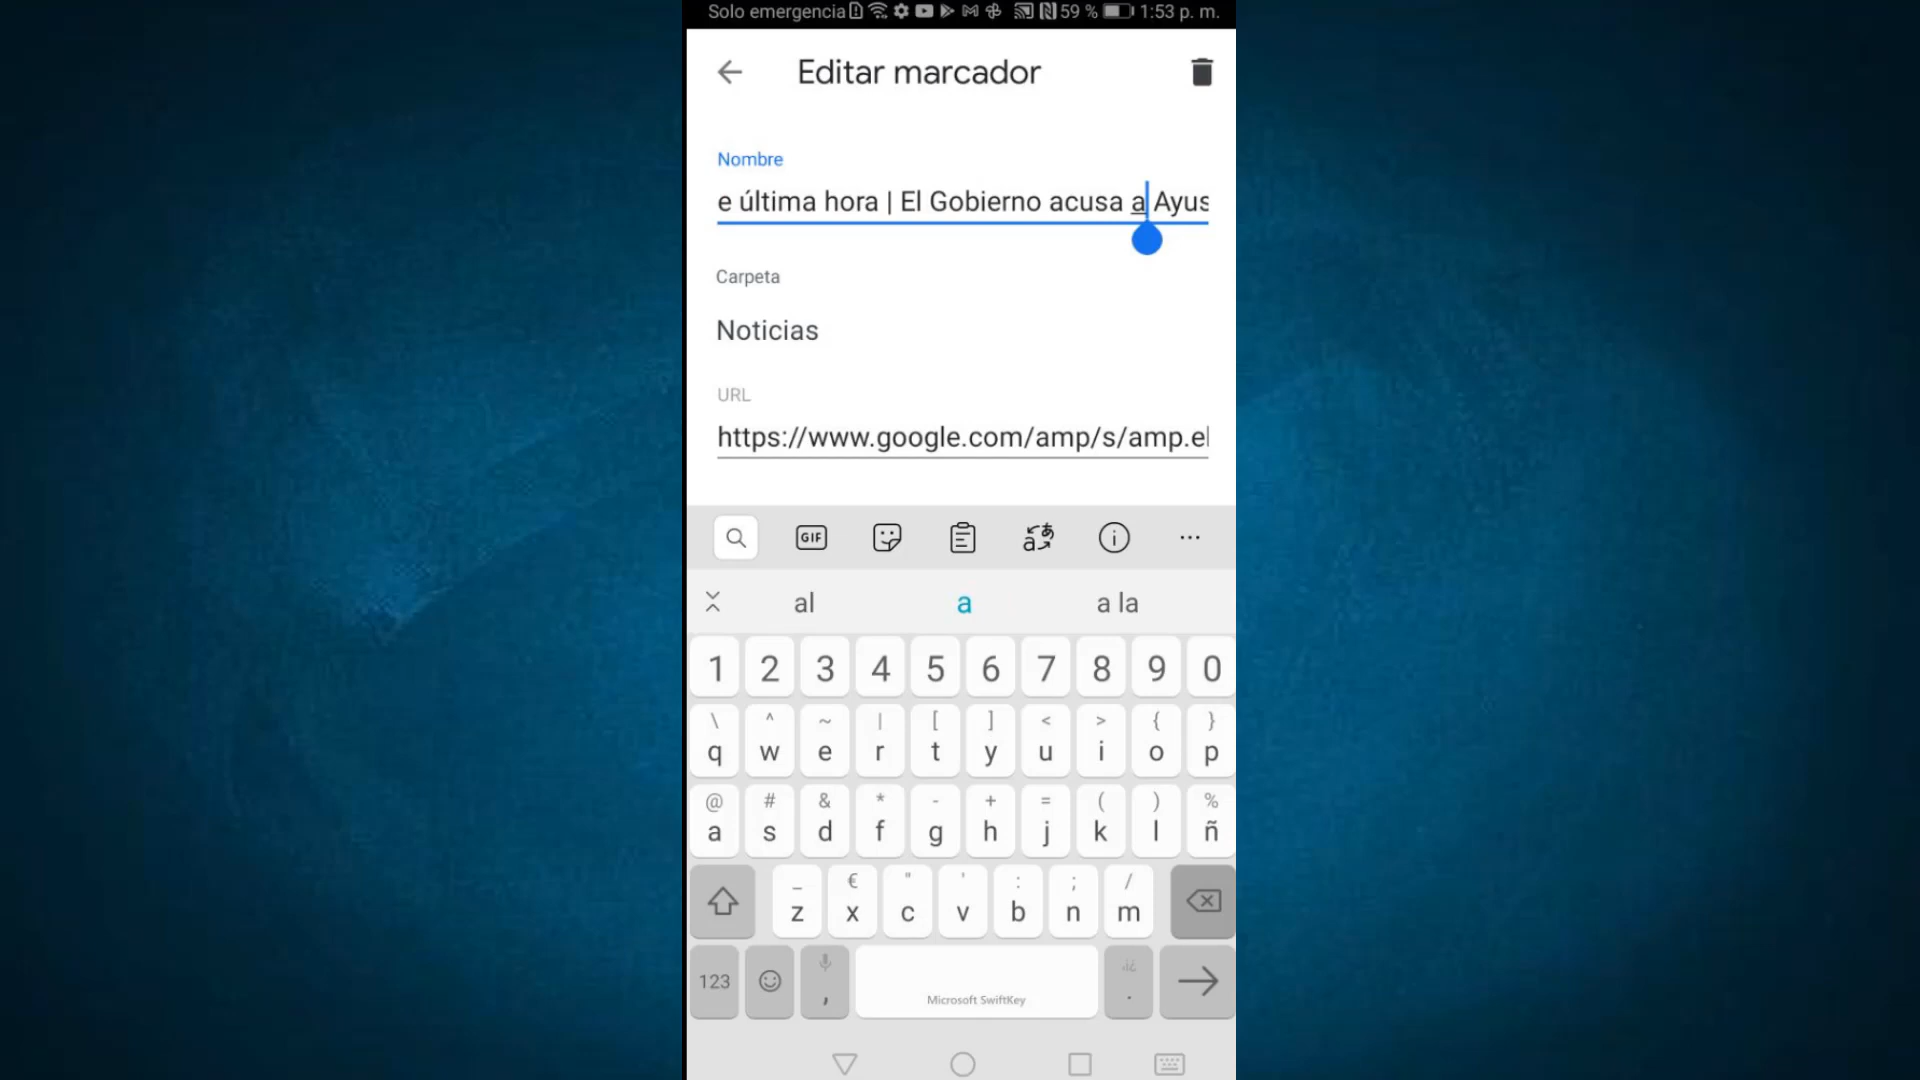 Solo emergencia 59 % 1:53 p. m.
Editar marcador
Nombre
e última hora | El Gobierno acusa a Ayus
Carpeta
Noticias
URL
https://www.google.com/amp/s/amp.el
GIF
al a a la
1 2 3 4 5 6 7 8 9 0
\ ^ ~ | [ ] < > { }
q w e r t y u i o p
@ # & * - + = ( ) %
a s d f g h j k l ñ
_ € " ' : ; /
z x c v b n m
123 , Microsoft SwiftKey .